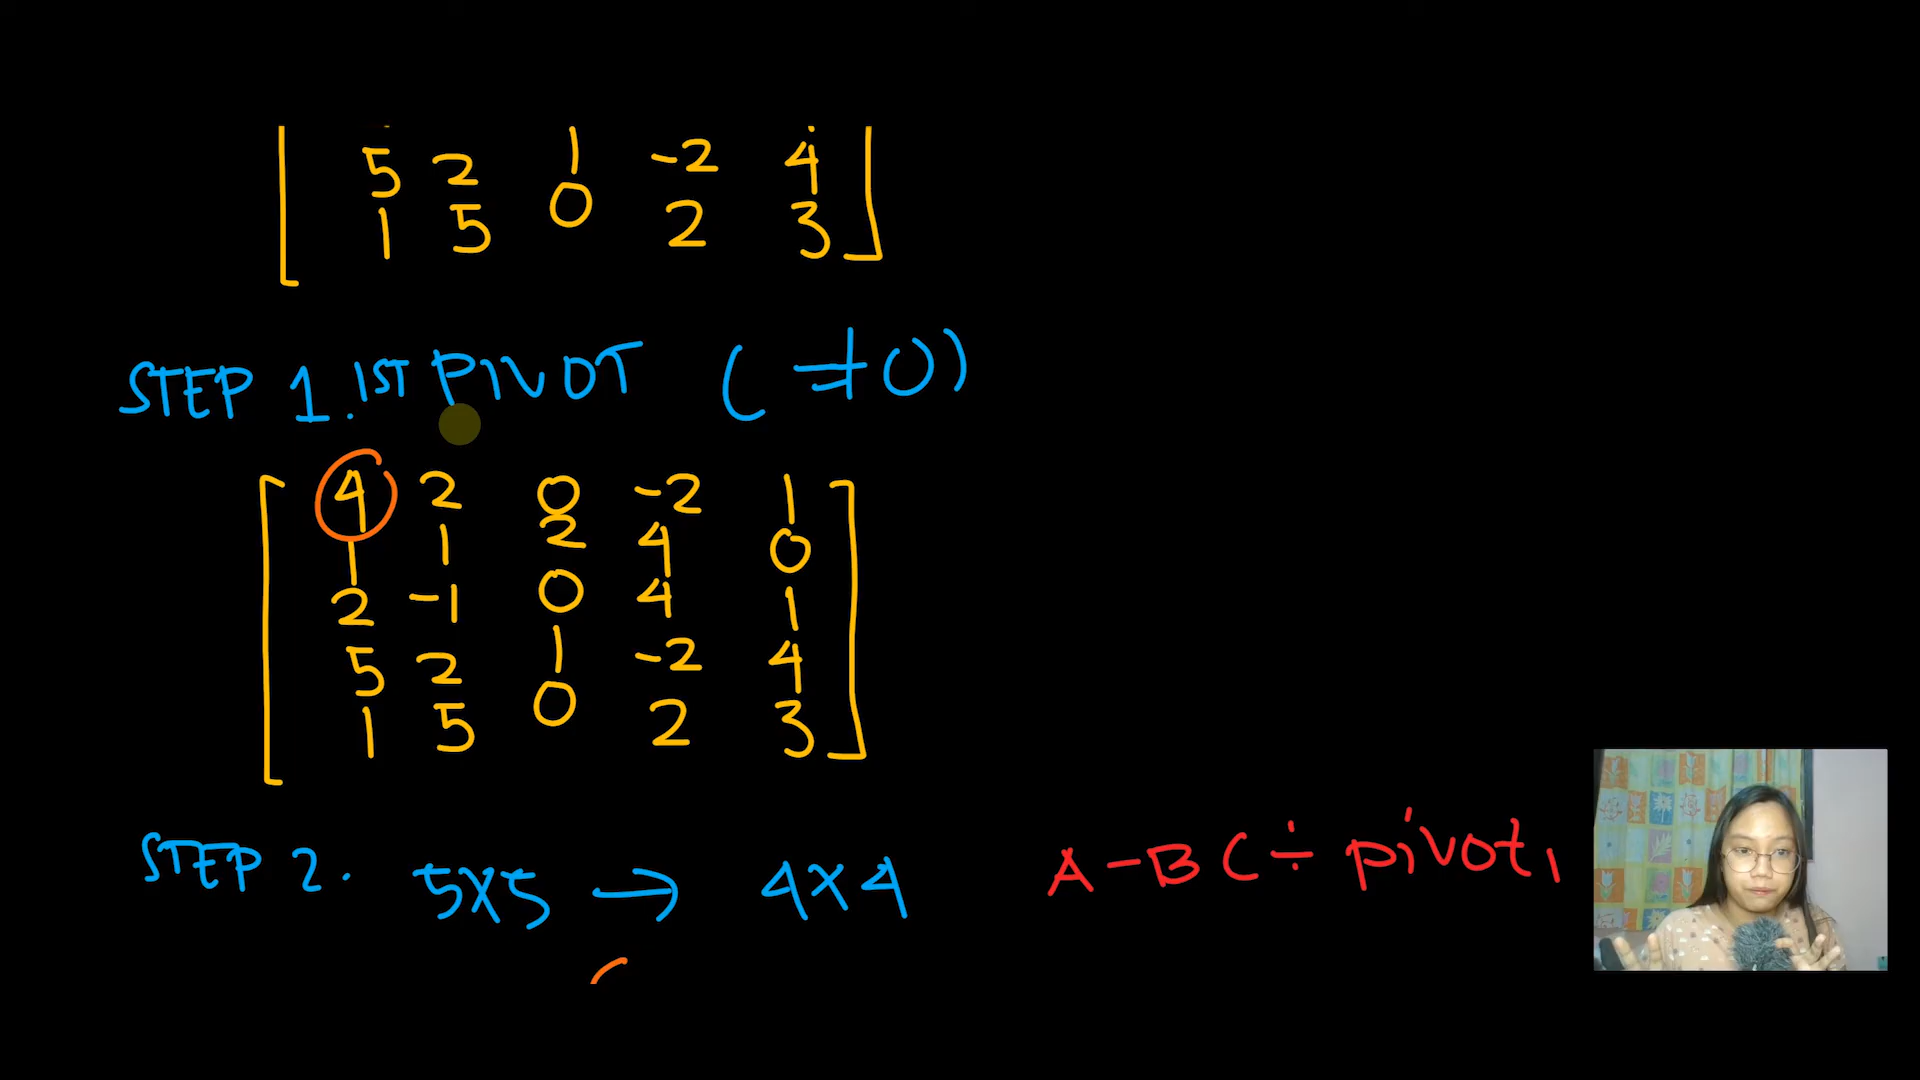 5 2 1 -2 4
1 5 0 2 3
STEP 1. 1ST PIVOT ( ≠0)
4 2 0 -2 1
1 1 2 4 0
2 -1 0 4 1
5 2 1 -2 4
1 5 0 2 3
STEP 2. 5X5 → 4X4 A-BC÷pivot1